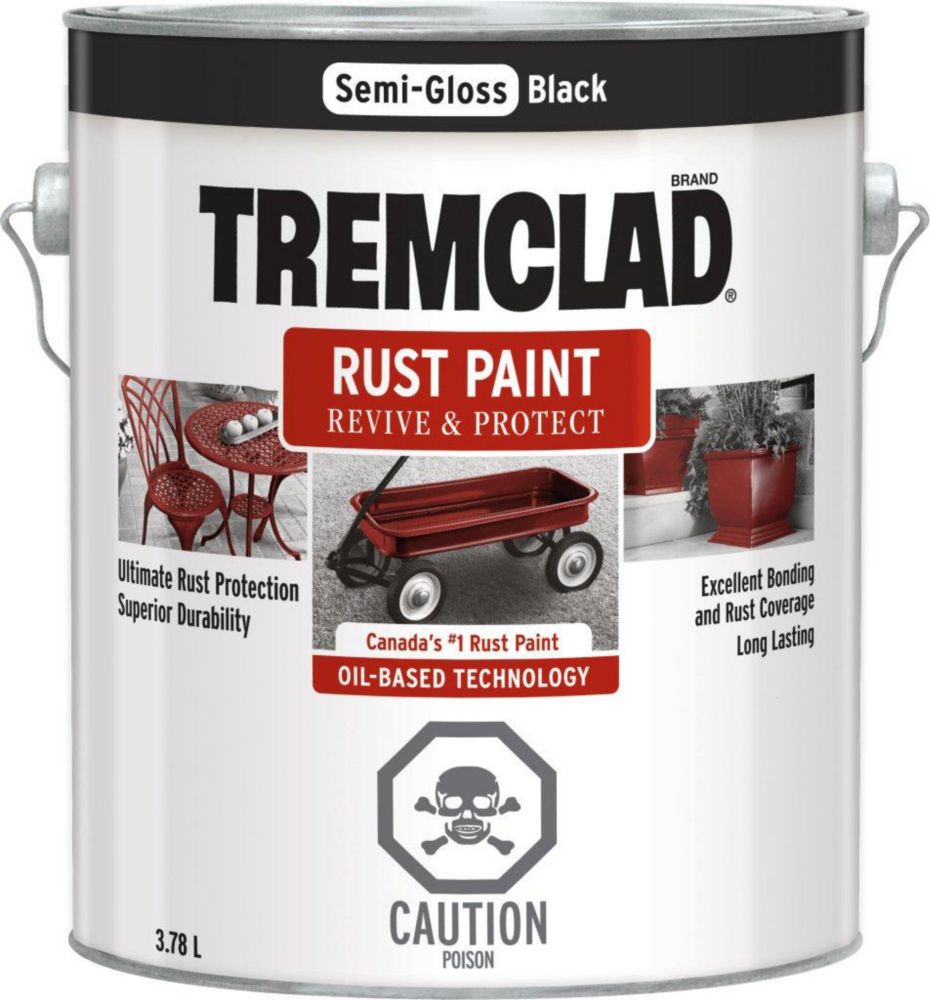 Semi-Gloss Black
BRAND
TREMCLAD®
RUST PAINT
REVIVE & PROTECT
Ultimate Rust Protection
Superior Durability
Excellent Bonding
and Rust Coverage
Long Lasting
Canada's #1 Rust Paint
OIL-BASED TECHNOLOGY
CAUTION
POISON
3.78 L